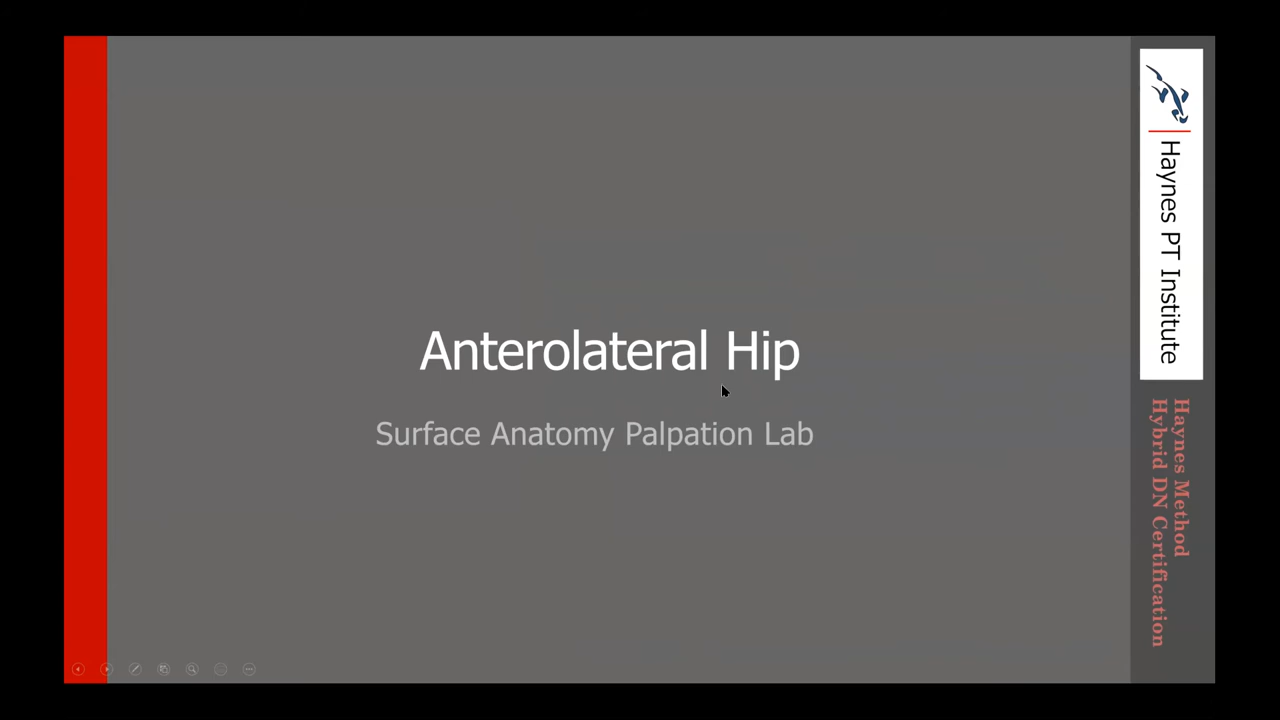 Anterolateral Hip
Surface Anatomy Palpation Lab
Haynes PT Institute
Haynes Method
Hybrid DN Certification